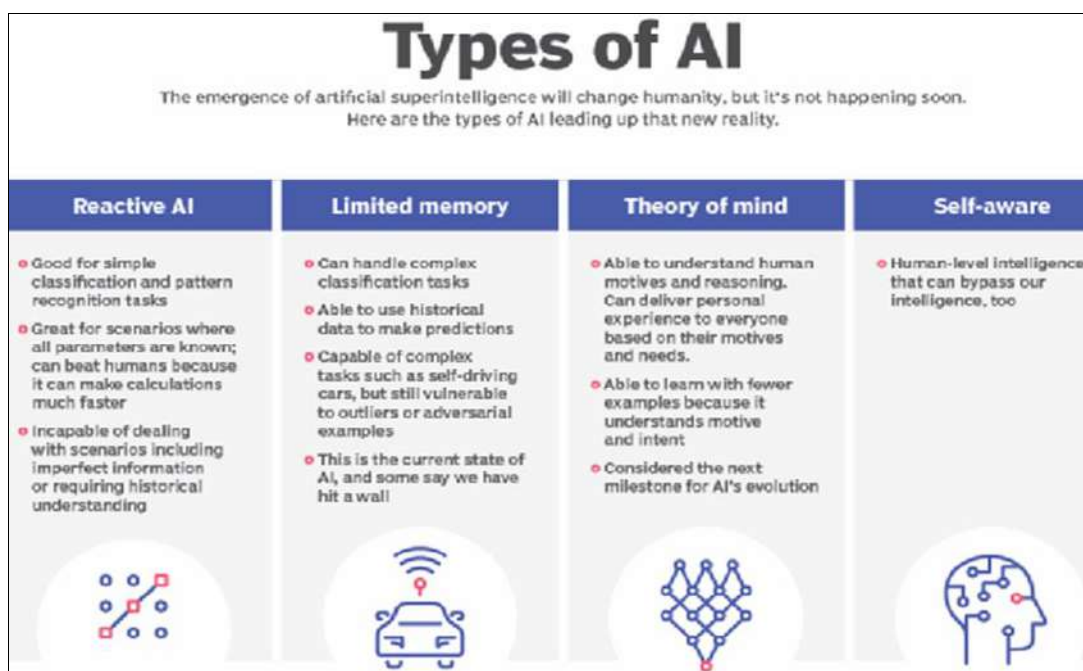 Types of AI
The emergence of artificial superintelligence will change humanity, but it's not happening soon.
Here are the types of AI leading up that new reality.
Reactive AI
Good for simple
classification and pattern
recognition tasks
Great for scenarios where
all parameters are known;
can beat humans because
it can make calculations
much faster
Incapable of dealing
with scenarios including
imperfect information
or requiring historical
understanding
Limited memory
Can handle complex
classification tasks
Able to use historical
data to make predictions
Capable of complex
tasks such as self-driving
cars, but still vulnerable
to outliers or adversarial
examples
This is the current state of
AI, and some say we have
hit a wall
Theory of mind
Able to understand human
motives and reasoning.
Can deliver personal
experience to everyone
based on their motives
and needs.
Able to learn with fewer
examples because it
understands motive
and intent
Considered the next
milestone for AI's evolution
Self-aware
Human-level intelligence
that can bypass our
intelligence, too